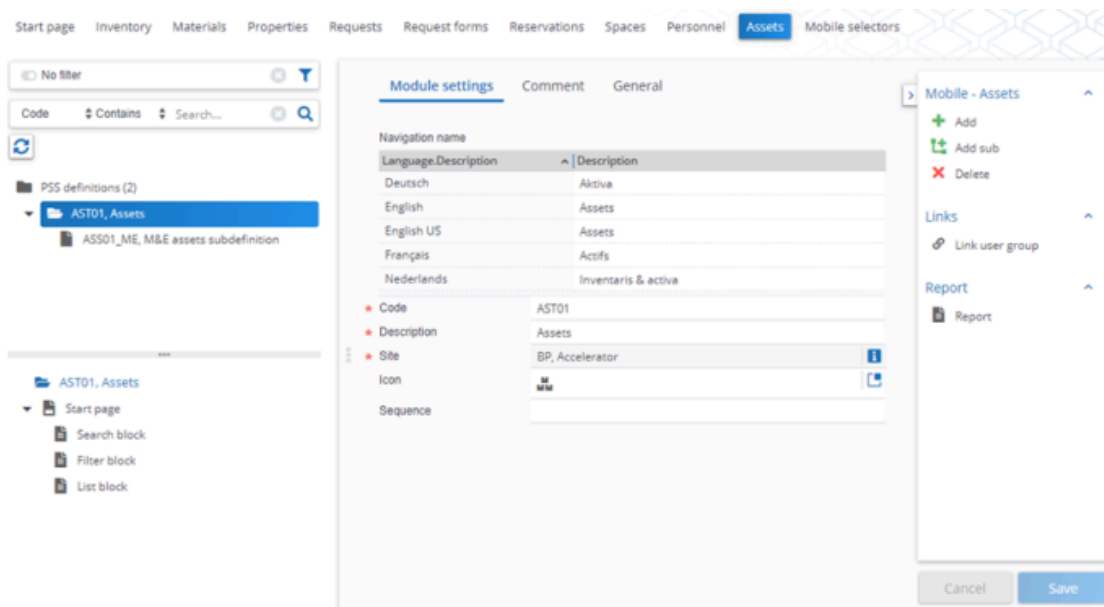 Start page Inventory Materials Properties Requests Request forms Reservations Spaces Personnel Assets Mobile selectors
No filter
Code Contains Search...
PSS definitions (2)
AST01, Assets
ASS01_ME, M&E assets subdefinition
AST01, Assets
Start page
Search block
Filter block
List block
Module settings Comment General
Navigation name
Language.Description Description
Deutsch Aktiva
English Assets
English US Assets
Français Actifs
Nederlands Inventaris & activa
* Code AST01
* Description Assets
* Site BP, Accelerator
Icon
Sequence
Mobile - Assets
Add
Add sub
Delete
Links
Link user group
Report
Report
Cancel Save